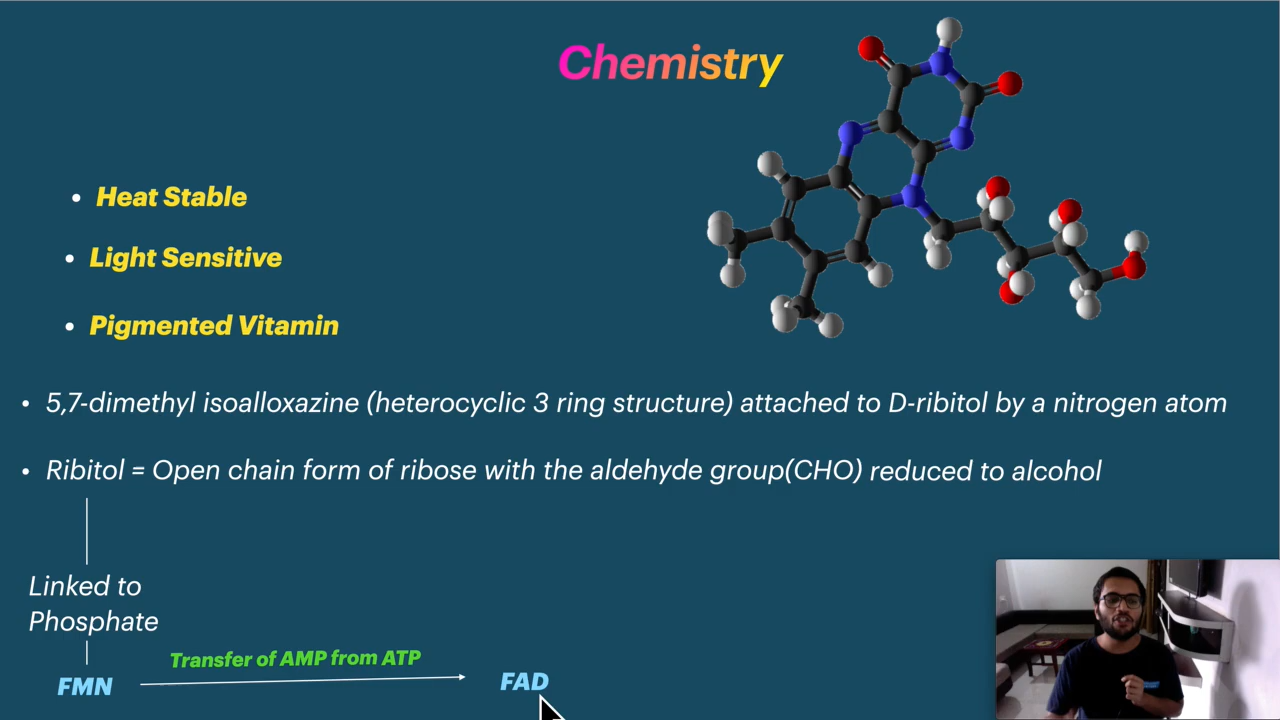 Chemistry
Heat Stable
Light Sensitive
Pigmented Vitamin
5,7-dimethyl isoalloxazine (heterocyclic 3 ring structure) attached to D-ribitol by a nitrogen atom
Ribitol = Open chain form of ribose with the aldehyde group(CHO) reduced to alcohol
Linked to
Phosphate
Transfer of AMP from ATP
FMN
FAD